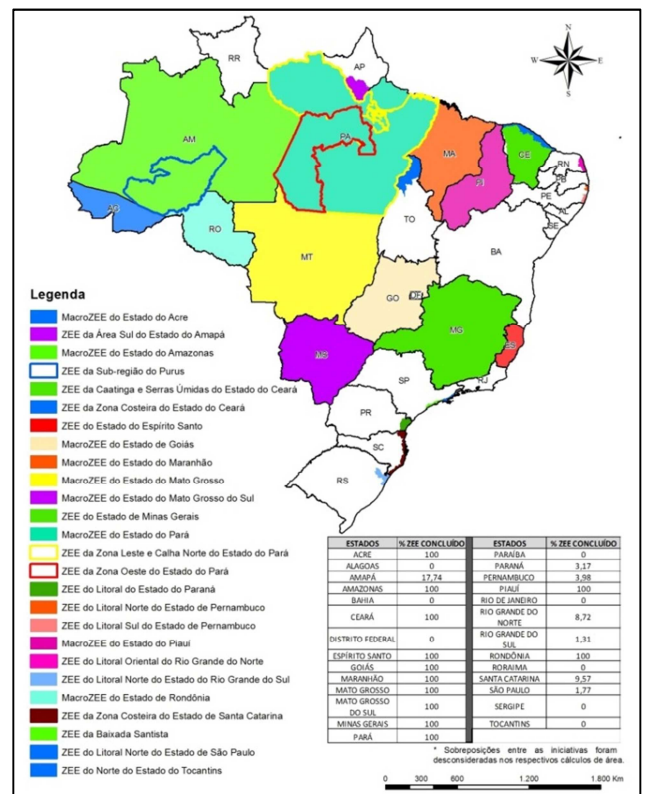 N
W
E
S
RR
AP
AM
PA
MA
PI
CE
RN
PB
PE
AL
SE
AC
RO
TO
MT
BA
GO
DF
MG
ES
MS
SP
RJ
PR
SC
RS
Legenda
MacroZEE do Estado do Acre
ZEE da Área Sul do Estado do Amapá
MacroZEE do Estado do Amazonas
ZEE da Sub-região do Purus
ZEE da Caatinga e Serras Úmidas do Estado do Ceará
ZEE da Zona Costeira do Estado do Ceará
ZEE do Estado do Espírito Santo
MacroZEE do Estado de Goiás
MacroZEE do Estado do Maranhão
MacroZEE do Estado do Mato Grosso
MacroZEE do Estado do Mato Grosso do Sul
ZEE do Estado de Minas Gerais
MacroZEE do Estado do Pará
ZEE da Zona Leste e Calha Norte do Estado do Pará
ZEE da Zona Oeste do Estado do Pará
ZEE do Litoral do Estado do Paraná
ZEE do Litoral Norte do Estado de Pernambuco
ZEE do Litoral Sul do Estado de Pernambuco
MacroZEE do Estado do Piauí
ZEE do Litoral Oriental do Rio Grande do Norte
ZEE do Litoral Norte do Estado do Rio Grande do Sul
MacroZEE do Estado de Rondônia
ZEE da Zona Costeira do Estado de Santa Catarina
ZEE da Baixada Santista
ZEE do Litoral Norte do Estado de São Paulo
ZEE do Norte do Estado do Tocantins
ESTADOS % ZEE CONCLUÍDO ESTADOS % ZEE CONCLUÍDO
ACRE 100 PARAÍBA 0
ALAGOAS 0 PARANÁ 3,17
AMAPÁ 17,74 PERNAMBUCO 3,98
AMAZONAS 100 PIAUÍ 100
BAHIA 0 RIO DE JANEIRO 0
CEARÁ 100 RIO GRANDE DO NORTE 8,72
DISTRITO FEDERAL 0 RIO GRANDE DO SUL 1,31
ESPÍRITO SANTO 100 RONDÔNIA 100
GOIÁS 100 RORAIMA 0
MARANHÃO 100 SANTA CATARINA 9,57
MATO GROSSO 100 SÃO PAULO 1,77
MATO GROSSO DO SUL 100 SERGIPE 0
MINAS GERAIS 100 TOCANTINS 0
PARÁ 100
* Sobreposições entre as iniciativas foram
desconsideradas nos respectivos cálculos de área.
0 300 600 1.200 1.800 Km